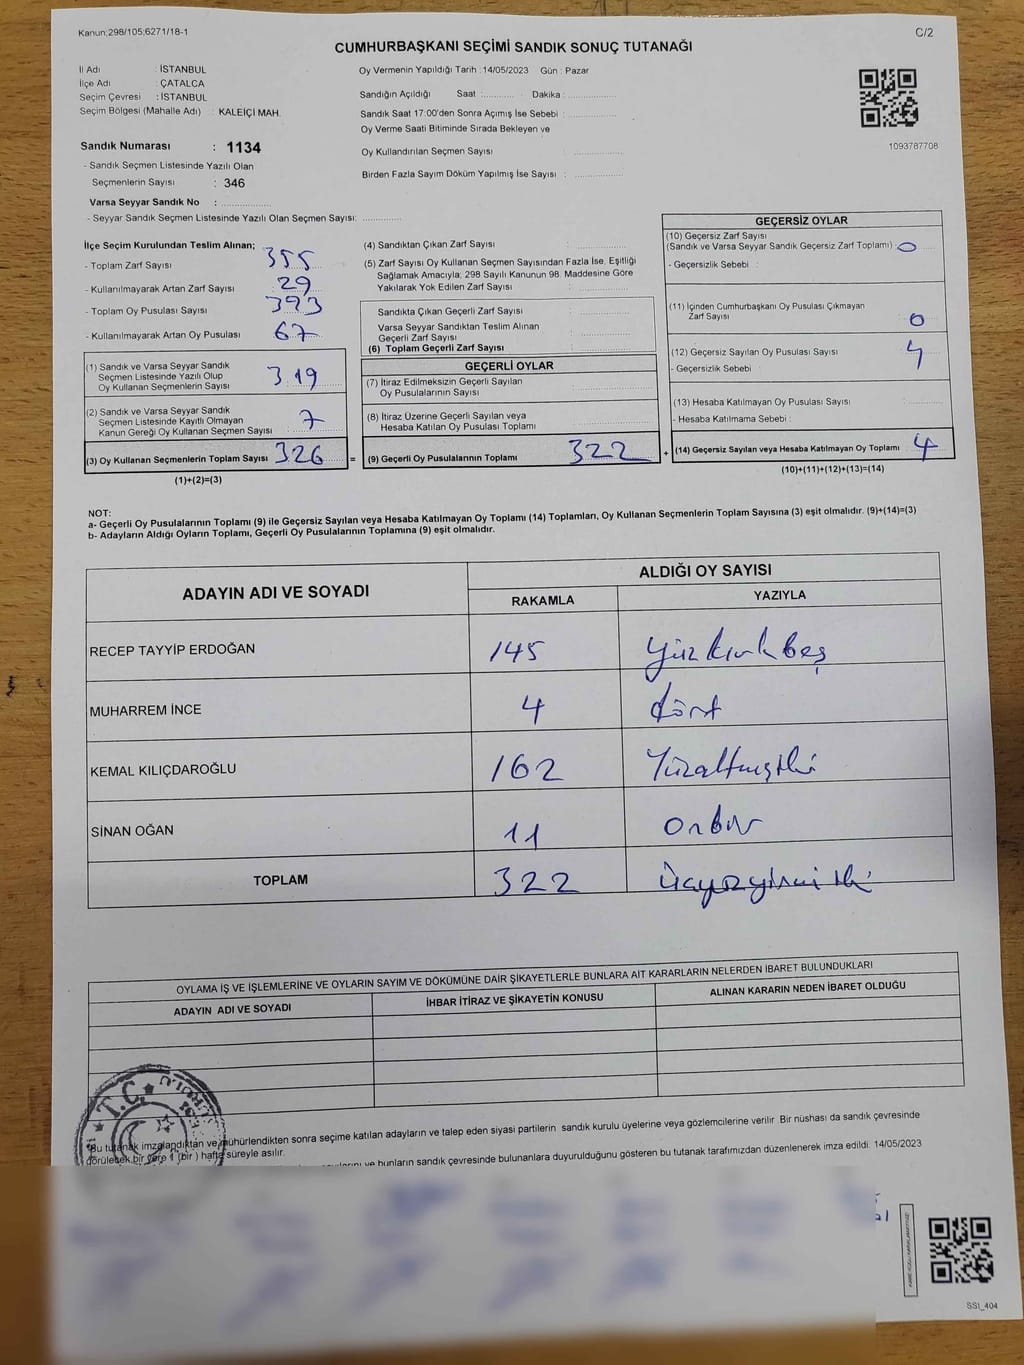 Kanun;298/105;6271/18-1
C/2
CUMHURBAŞKANI SEÇİMİ SANDIK SONUÇ TUTANAĞI
İl Adı : İSTANBUL
İlçe Adı : ÇATALCA
Seçim Çevresi : İSTANBUL
Seçim Bölgesi (Mahalle Adı) : KALEİÇİ MAH.
Sandık Numarası : 1134
- Sandık Seçmen Listesinde Yazılı Olan
Seçmenlerin Sayısı : 346
Varsa Seyyar Sandık No : ..................
- Seyyar Sandık Seçmen Listesinde Yazılı Olan Seçmen Sayısı: ..............
Oy Vermenin Yapıldığı Tarih : 14/05/2023 Gün : Pazar
Sandığın Açıldığı Saat :........... Dakika : .................
Sandık Saat 17:00'den Sonra Açımış İse Sebebi : .................
Oy Verme Saati Bitiminde Sırada Bekleyen ve
Oy Kullandırılan Seçmen Sayısı : .................
Birden Fazla Sayım Döküm Yapılmış İse Sayısı : .................
1093787708
İlçe Seçim Kurulundan Teslim Alınan;
- Toplam Zarf Sayısı : 355
- Kullanılmayarak Artan Zarf Sayısı : 29
- Toplam Oy Pusulası Sayısı : 393
- Kullanılmayarak Artan Oy Pusulası : 67
(1) Sandık ve Varsa Seyyar Sandık
Seçmen Listesinde Yazılı Olup
Oy Kullanan Seçmenlerin Sayısı : 319
(2) Sandık ve Varsa Seyyar Sandık
Seçmen Listesinde Kayıtlı Olmayan
Kanun Gereği Oy Kullanan Seçmen Sayısı : 7
(3) Oy Kullanan Seçmenlerin Toplam Sayısı : 326 =
(1)+(2)=(3)
(4) Sandıktan Çıkan Zarf Sayısı : .................
(5) Zarf Sayısı Oy Kullanan Seçmen Sayısından Fazla İse, Eşitliği
Sağlamak Amacıyla; 298 Sayılı Kanunun 98. Maddesine Göre
Yakılarak Yok Edilen Zarf Sayısı : .................
Sandıkta Çıkan Geçerli Zarf Sayısı : .................
Varsa Seyyar Sandıktan Teslim Alınan
Geçerli Zarf Sayısı : .................
(6) Toplam Geçerli Zarf Sayısı : .................
GEÇERLİ OYLAR
(7) İtiraz Edilmeksizin Geçerli Sayılan
Oy Pusulalarının Sayısı : .................
(8) İtiraz Üzerine Geçerli Sayılan veya
Hesaba Katılan Oy Pusulası Toplamı : .................
(9) Geçerli Oy Pusulalarının Toplamı : 322 +
GEÇERSİZ OYLAR
(10) Geçersiz Zarf Sayısı
(Sandık ve Varsa Seyyar Sandık Geçersiz Zarf Toplamı) : 0
- Geçersizlik Sebebi :
(11) İçinden Cumhurbaşkanı Oy Pusulası Çıkmayan
Zarf Sayısı : 0
(12) Geçersiz Sayılan Oy Pusulası Sayısı : 4
- Geçersizlik Sebebi :
(13) Hesaba Katılmayan Oy Pusulası Sayısı : ..............
- Hesaba Katılmama Sebebi :
(14) Geçersiz Sayılan veya Hesaba Katılmayan Oy Toplamı : 4
(10)+(11)+(12)+(13)=(14)
NOT:
a- Geçerli Oy Pusulalarının Toplamı (9) ile Geçersiz Sayılan veya Hesaba Katılmayan Oy Toplamı (14) Toplamları, Oy Kullanan Seçmenlerin Toplam Sayısına (3) eşit olmalıdır. (9)+(14)=(3)
b- Adayların Aldığı Oyların Toplamı, Geçerli Oy Pusulalarının Toplamına (9) eşit olmalıdır.
ADAYIN ADI VE SOYADI
ALDIĞI OY SAYISI
RAKAMLA YAZIYLA
RECEP TAYYİP ERDOĞAN 145 Yüzkırkbeş
MUHARREM İNCE 4 dört
KEMAL KILIÇDAROĞLU 162 Yüzaltmışiki
SİNAN OĞAN 11 Onbir
TOPLAM 322 Üçyüzyirmi iki
OYLAMA İŞ VE İŞLEMLERİNE VE OYLARIN SAYIM VE DÖKÜMÜNE DAİR ŞİKAYETLERLE BUNLARA AİT KARARLARIN NELERDEN İBARET BULUNDUKLARI
ADAYIN ADI VE SOYADI İHBAR İTİRAZ VE ŞİKAYETİN KONUSU ALINAN KARARIN NEDEN İBARET OLDUĞU
T.C.
Bu tutanak imzalandıktan ve mühürlendikten sonra seçime katılan adayların ve talep eden siyasi partilerin sandık kurulu üyelerine veya gözlemcilerine verilir. Bir nüshası da sandık çevresinde
görülecek bir yere 1 (bir) hafta süreyle asılır.
ve bunların sandık çevresinde bulunanlara duyurulduğunu gösteren bu tutanak tarafımızdan düzenlenerek imza edildi. 14/05/2023
SSI_404